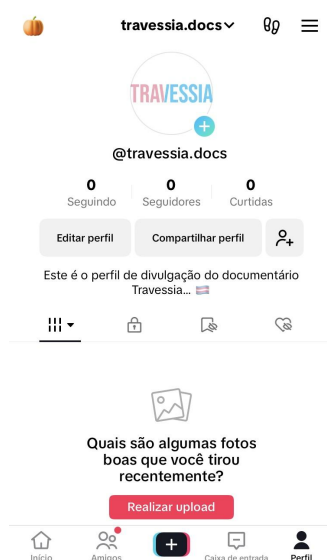 travessia.docs
TRAVESSIA
@travessia.docs
0 0 0
Seguindo Seguidores Curtidas
Editar perfil Compartilhar perfil
Este é o perfil de divulgação do documentário
Travessia... 🏳️‍⚧️
Quais são algumas fotos
boas que você tirou
recentemente?
Realizar upload
Início Amigos Caixa de entrada Perfil